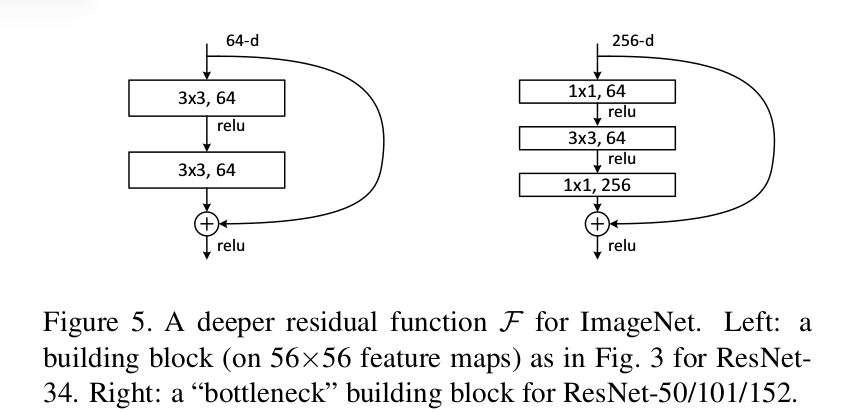 64-d
3x3, 64
relu
3x3, 64
+
relu
256-d
1x1, 64
relu
3x3, 64
relu
1x1, 256
+
relu
Figure 5. A deeper residual function ℱ for ImageNet. Left: a
building block (on 56×56 feature maps) as in Fig. 3 for ResNet-
34. Right: a “bottleneck” building block for ResNet-50/101/152.